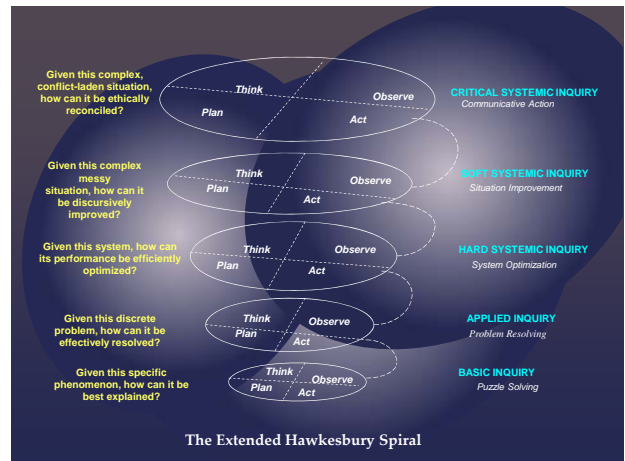 Given this complex,
conflict-laden situation,
how can it be ethically
reconciled?
Think
Observe
Plan
Act
CRITICAL SYSTEMIC INQUIRY
Communicative Action
Given this complex
messy
situation, how can it
be discursively
improved?
Think
Observe
Plan
Act
SOFT SYSTEMIC INQUIRY
Situation Improvement
Given this system, how can
its performance be efficiently
optimized?
Think
Observe
Plan
Act
HARD SYSTEMIC INQUIRY
System Optimization
Given this discrete
problem, how can it be
effectively resolved?
Think
Observe
Plan
Act
APPLIED INQUIRY
Problem Resolving
Given this specific
phenomenon, how can it be
best explained?
Think
Observe
Plan
Act
BASIC INQUIRY
Puzzle Solving
The Extended Hawkesbury Spiral